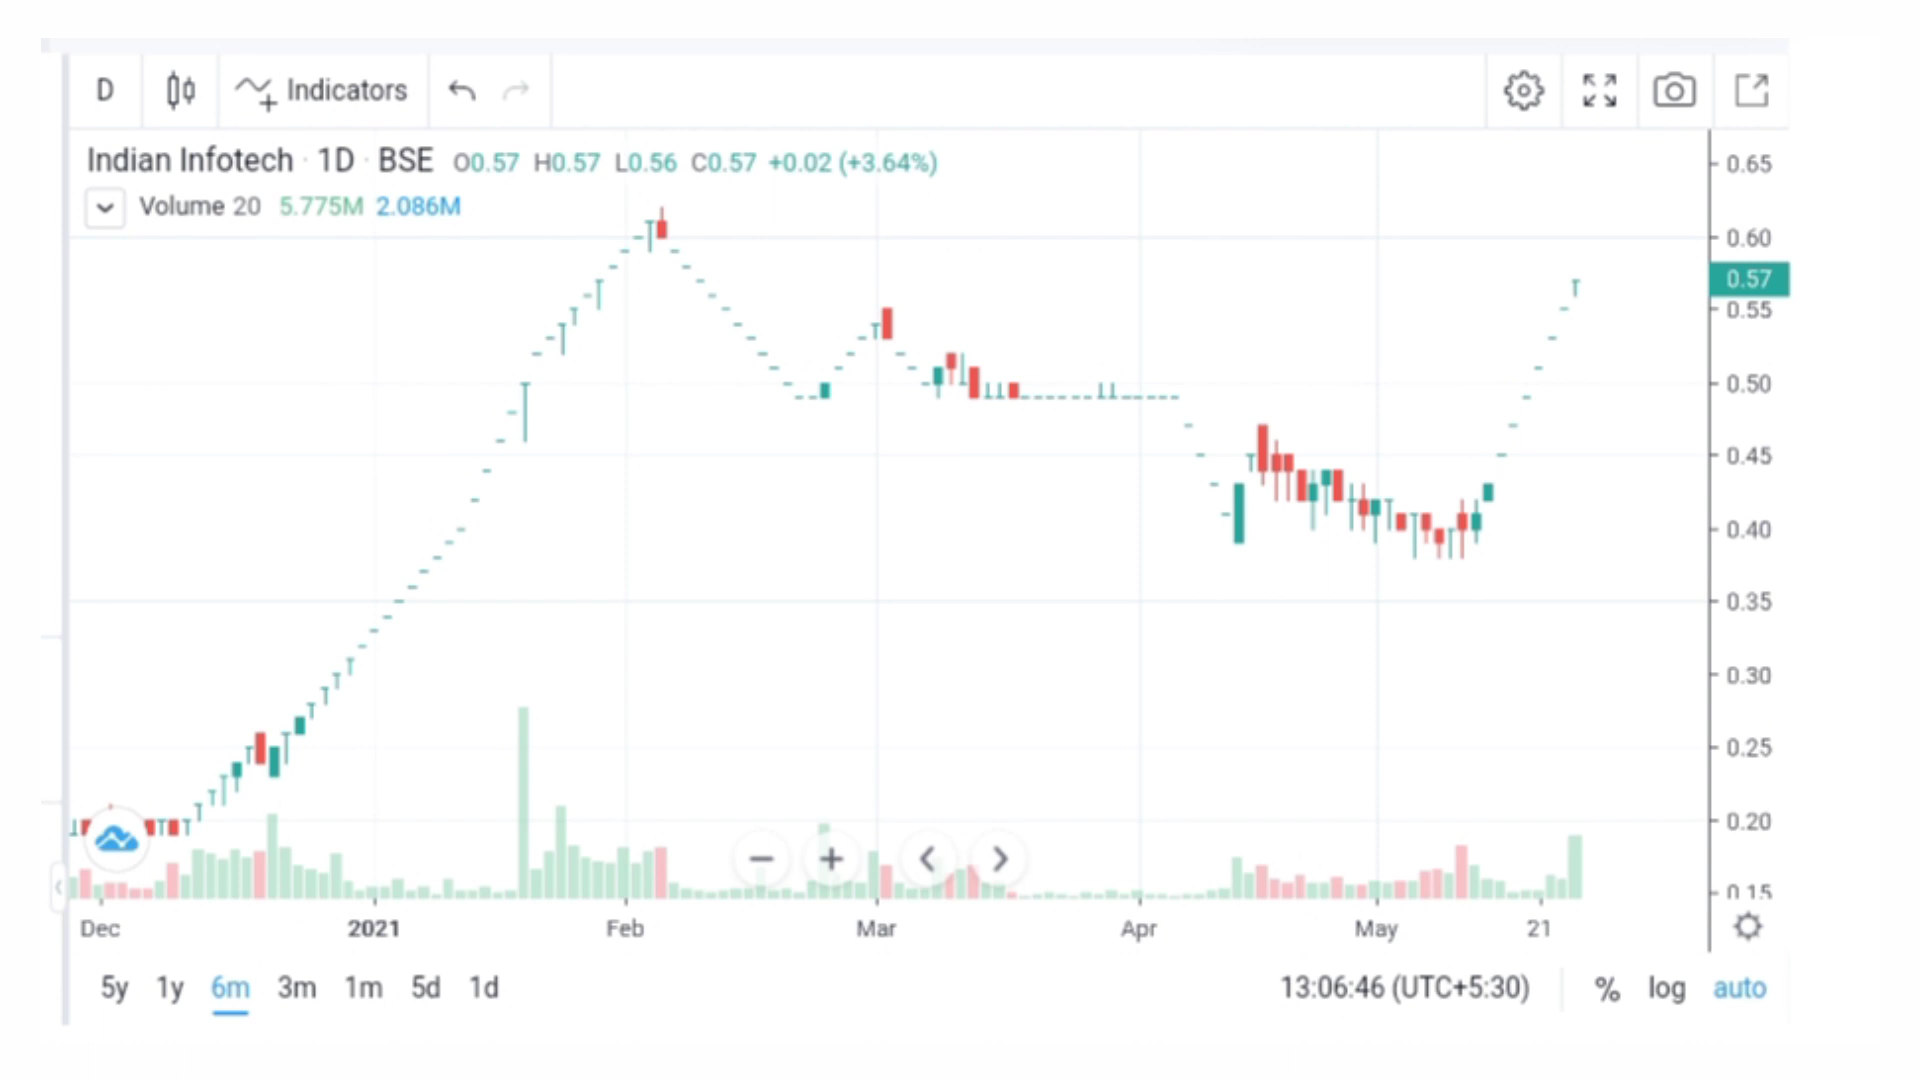 D Indicators
Indian Infotech · 1D · BSE O0.57 H0.57 L0.56 C0.57 +0.02 (+3.64%)
Volume 20 5.775M 2.086M
0.65
0.60
0.57
0.55
0.50
0.45
0.40
0.35
0.30
0.25
0.20
0.15
Dec 2021 Feb Mar Apr May 21
5y 1y 6m 3m 1m 5d 1d 13:06:46 (UTC+5:30) % log auto